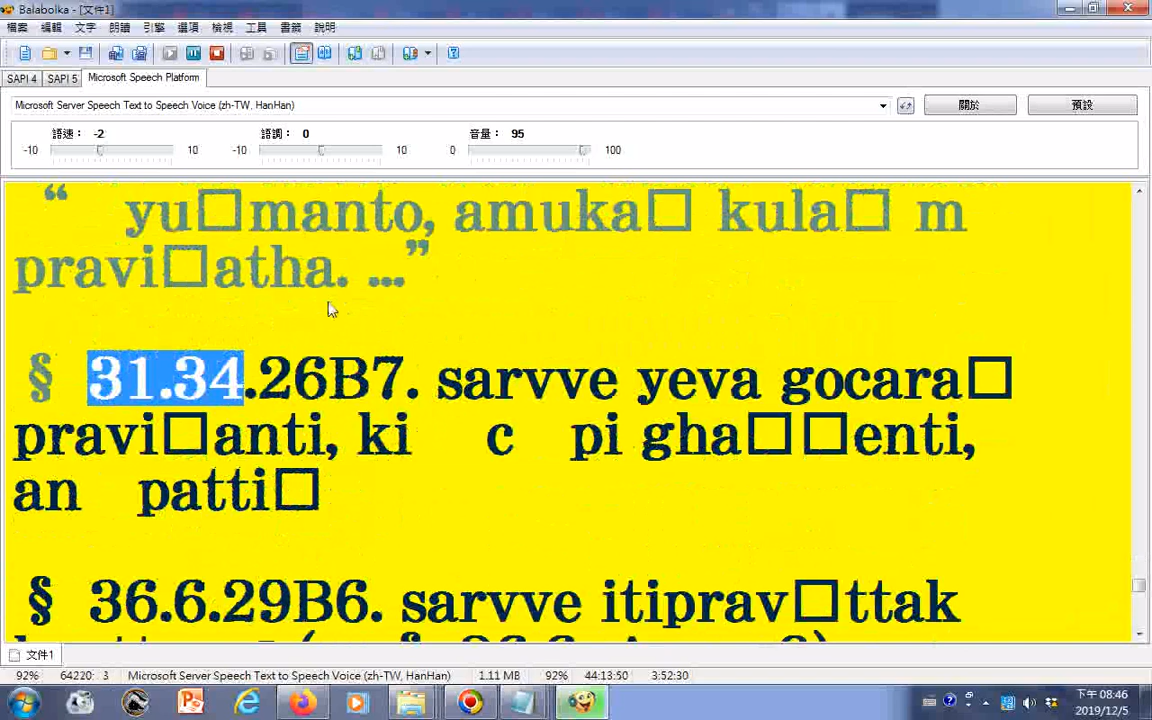 Balabolka - [文件1]
檔案 編輯 文字 朗讀 引擎 選項 檢視 工具 書籤 說明
SAPI 4 SAPI 5 Microsoft Speech Platform
Microsoft Server Speech Text to Speech Voice (zh-TW, HanHan) 關於 預設
語速： -2 語調： 0 音量： 95
-10 10 -10 10 0 100
“ yu□manto, amuka□ kula□ m
pravi□atha. ...”
§ 31.34.26B7. sarvve yeva gocara□
pravi□anti, ki c pi gha□□enti,
an patti□
§ 36.6.29B6. sarvve itiprav□ttak
文件1
92% 64220: 3 Microsoft Server Speech Text to Speech Voice (zh-TW, HanHan) 1.11 MB 92% 44:13:50 3:52:30
下午 08:46
2019/12/5